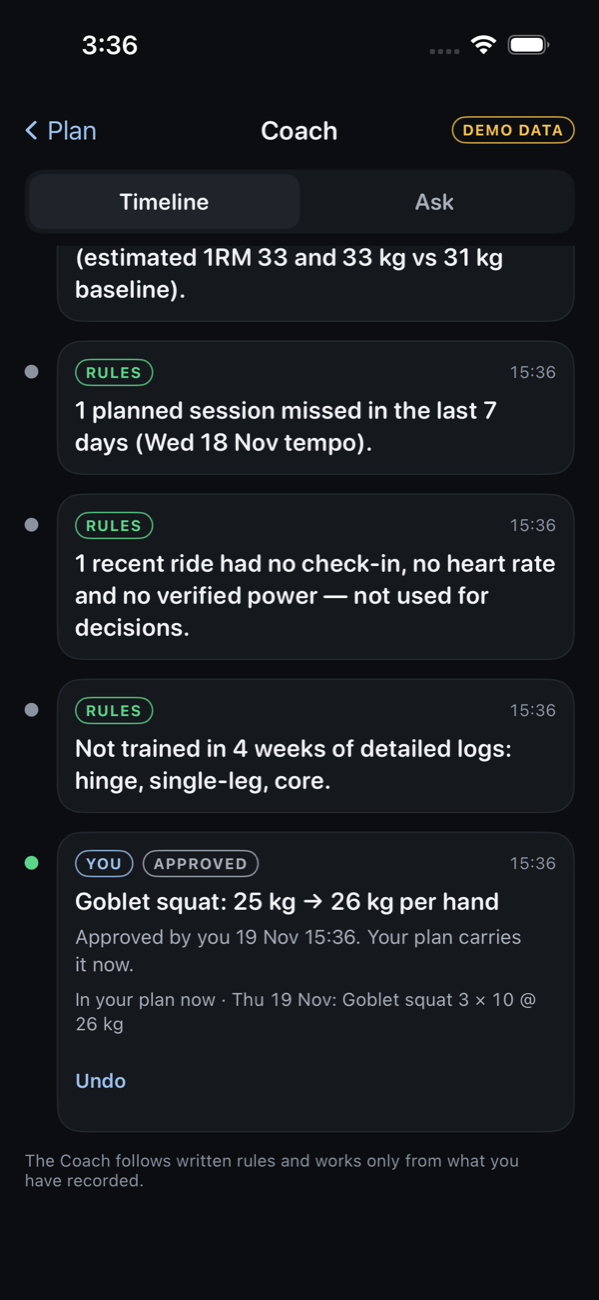 3:36
Plan
Coach
DEMO DATA
Timeline
Ask
(estimated 1RM 33 and 33 kg vs 31 kg
baseline).
RULES
15:36
1 planned session missed in the last 7
days (Wed 18 Nov tempo).
RULES
15:36
1 recent ride had no check-in, no heart rate
and no verified power — not used for
decisions.
RULES
15:36
Not trained in 4 weeks of detailed logs:
hinge, single-leg, core.
YOU
APPROVED
15:36
Goblet squat: 25 kg → 26 kg per hand
Approved by you 19 Nov 15:36. Your plan carries
it now.
In your plan now · Thu 19 Nov: Goblet squat 3 × 10 @
26 kg
Undo
The Coach follows written rules and works only from what you
have recorded.